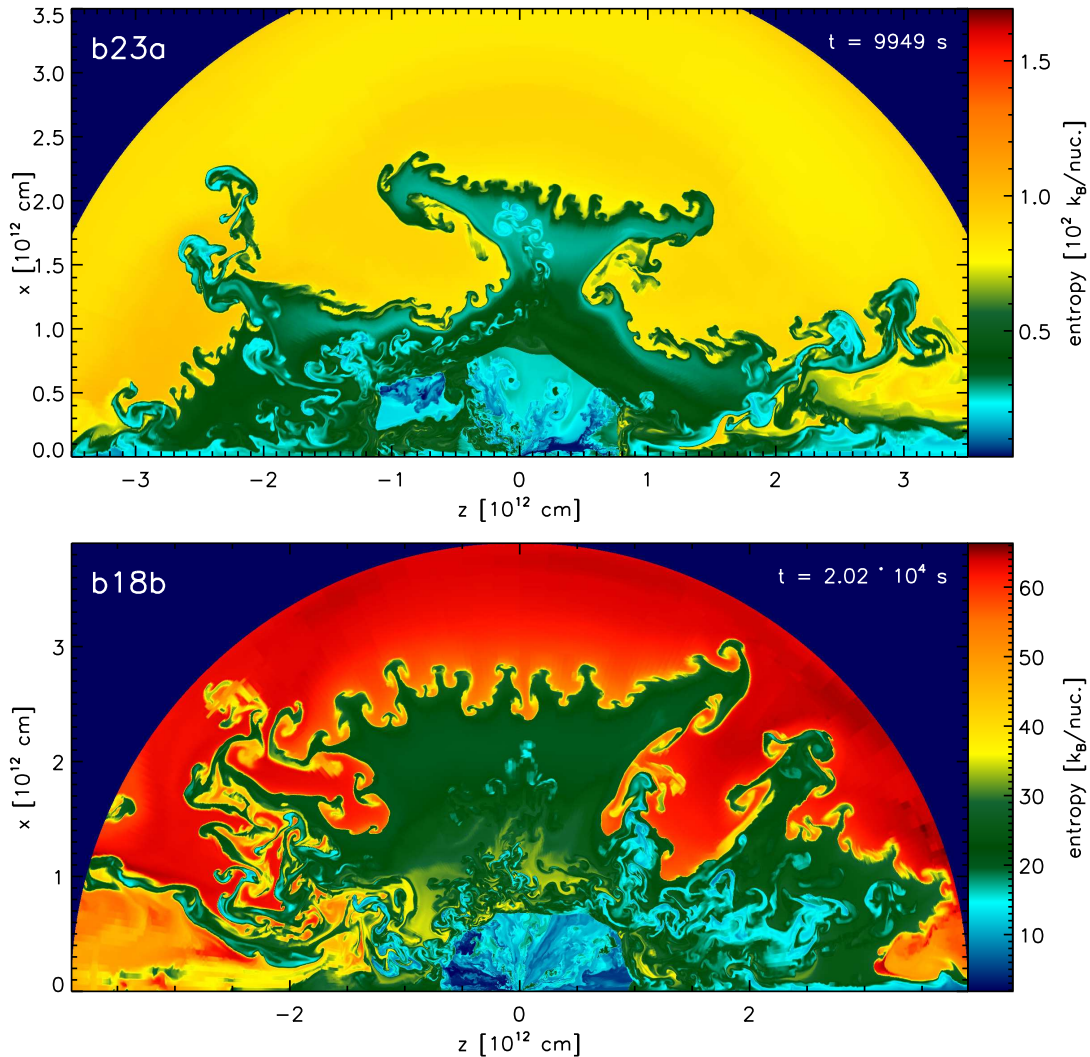 b23a
t = 9949 s
3.5
3.0
2.5
2.0
1.5
1.0
0.5
0.0
x [10¹² cm]
−3 −2 −1 0 1 2 3
z [10¹² cm]
1.5
1.0
0.5
entropy [10² k_B/nuc.]
b18b
t = 2.02 * 10⁴ s
3
2
1
0
x [10¹² cm]
−2 0 2
z [10¹² cm]
60
50
40
30
20
10
entropy [k_B/nuc.]